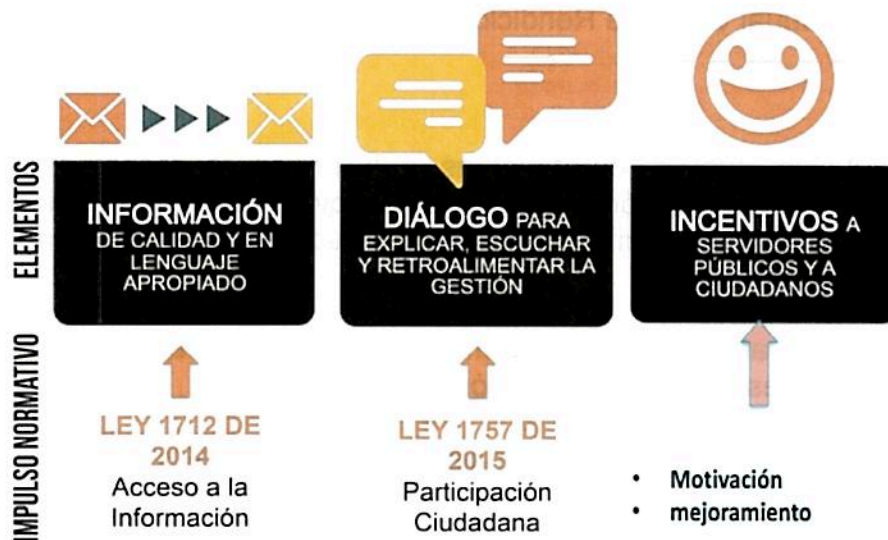 ELEMENTOS
INFORMACIÓN
DE CALIDAD Y EN
LENGUAJE
APROPIADO
DIÁLOGO PARA
EXPLICAR, ESCUCHAR
Y RETROALIMENTAR LA
GESTIÓN
INCENTIVOS A
SERVIDORES
PÚBLICOS Y A
CIUDADANOS
IMPULSO NORMATIVO
LEY 1712 DE
2014
Acceso a la
Información
LEY 1757 DE
2015
Participación
Ciudadana
• Motivación
• mejoramiento